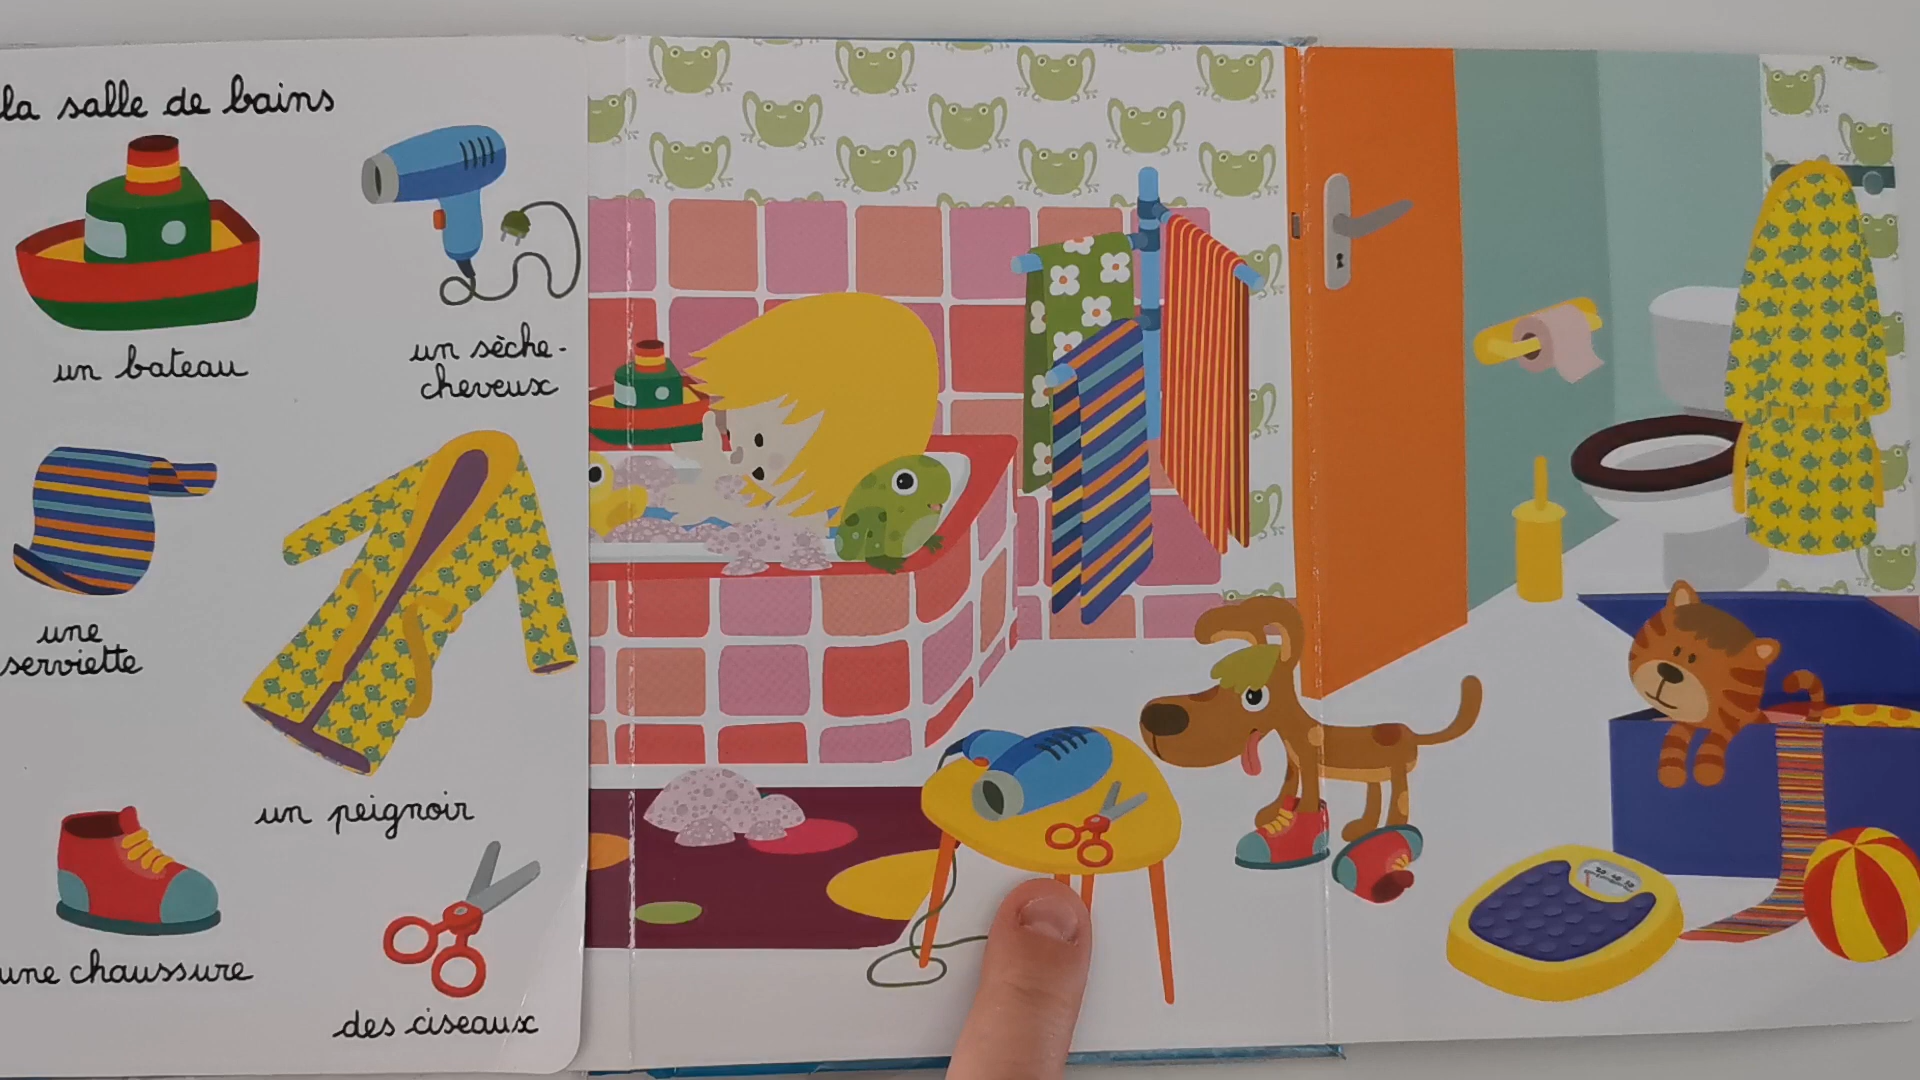 la salle de bains
un bateau
un sèche-
cheveux
une
serviette
un peignoir
une chaussure
des ciseaux